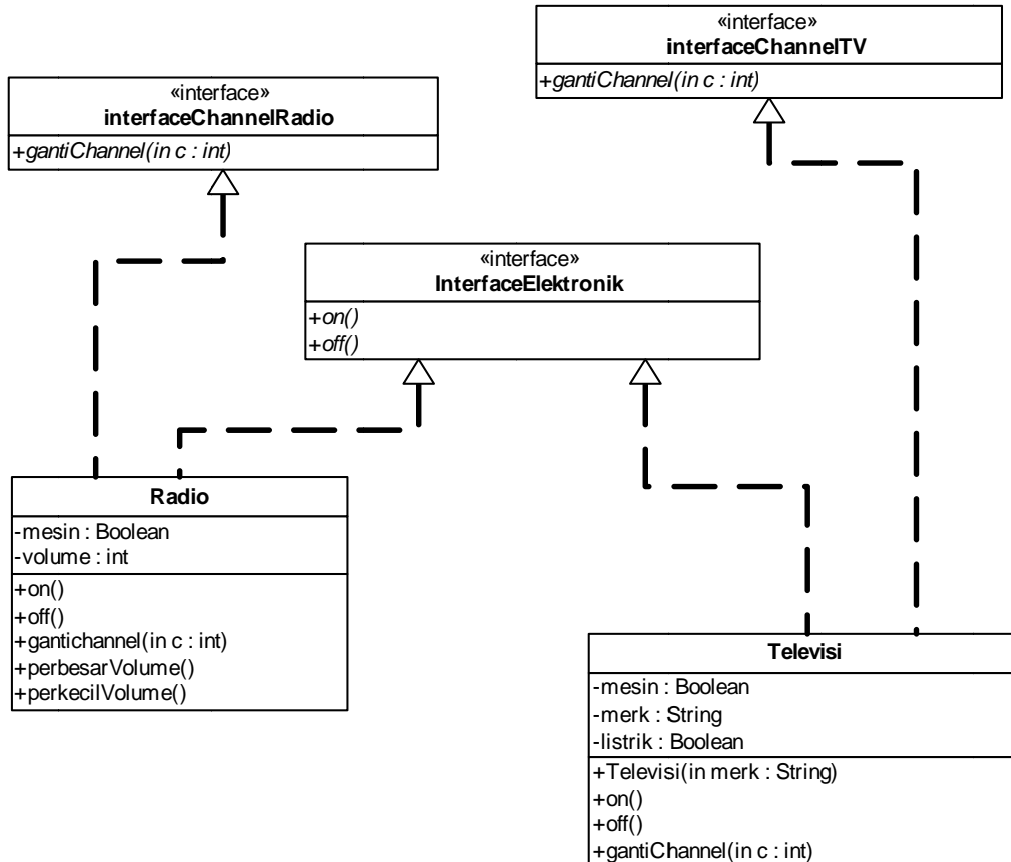 «interface»
interfaceChannelTV
+gantiChannel(in c : int)
«interface»
interfaceChannelRadio
+gantiChannel(in c : int)
«interface»
InterfaceElektronik
+on()
+off()
Radio
-mesin : Boolean
-volume : int
+on()
+off()
+gantichannel(in c : int)
+perbesarVolume()
+perkecilVolume()
Televisi
-mesin : Boolean
-merk : String
-listrik : Boolean
+Televisi(in merk : String)
+on()
+off()
+gantiChannel(in c : int)